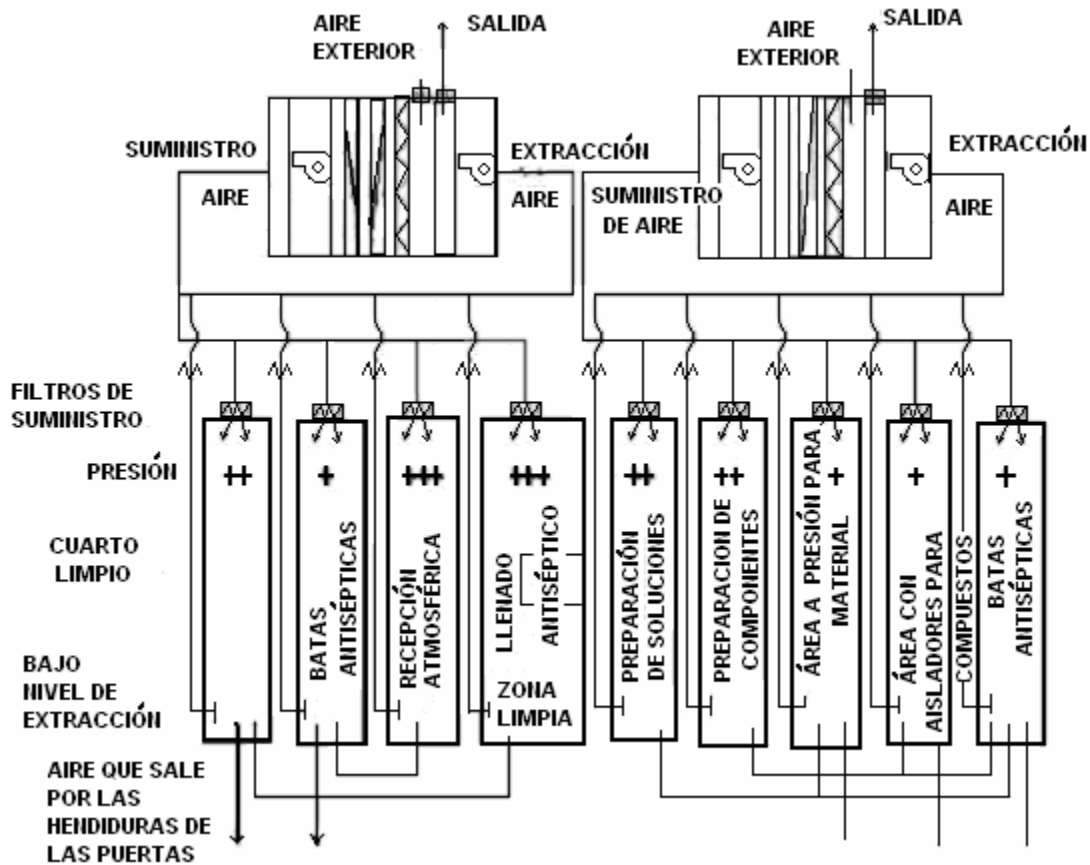 AIRE
EXTERIOR
SALIDA
AIRE
EXTERIOR
SALIDA
SUMINISTRO
AIRE
EXTRACCIÓN
AIRE
SUMINISTRO
DE AIRE
EXTRACCIÓN
AIRE
FILTROS DE
SUMINISTRO
PRESIÓN
++
+
+++
+++
++
++
+
+
+
CUARTO
LIMPIO
BATAS
ANTISÉPTICAS
RECEPCIÓN
ATMOSFÉRICA
LLENADO
ANTISÉPTICO
ZONA
LIMPIA
PREPARACIÓN
DE SOLUCIONES
PREPARACION DE
COMPONENTES
ÁREA A PRESIÓN PARA
MATERIAL
ÁREA CON
AISLADORES PARA
COMPUESTOS
BATAS
ANTISÉPTICAS
BAJO
NIVEL DE
EXTRACCIÓN
AIRE QUE SALE
POR LAS
HENDIDURAS DE
LAS PUERTAS